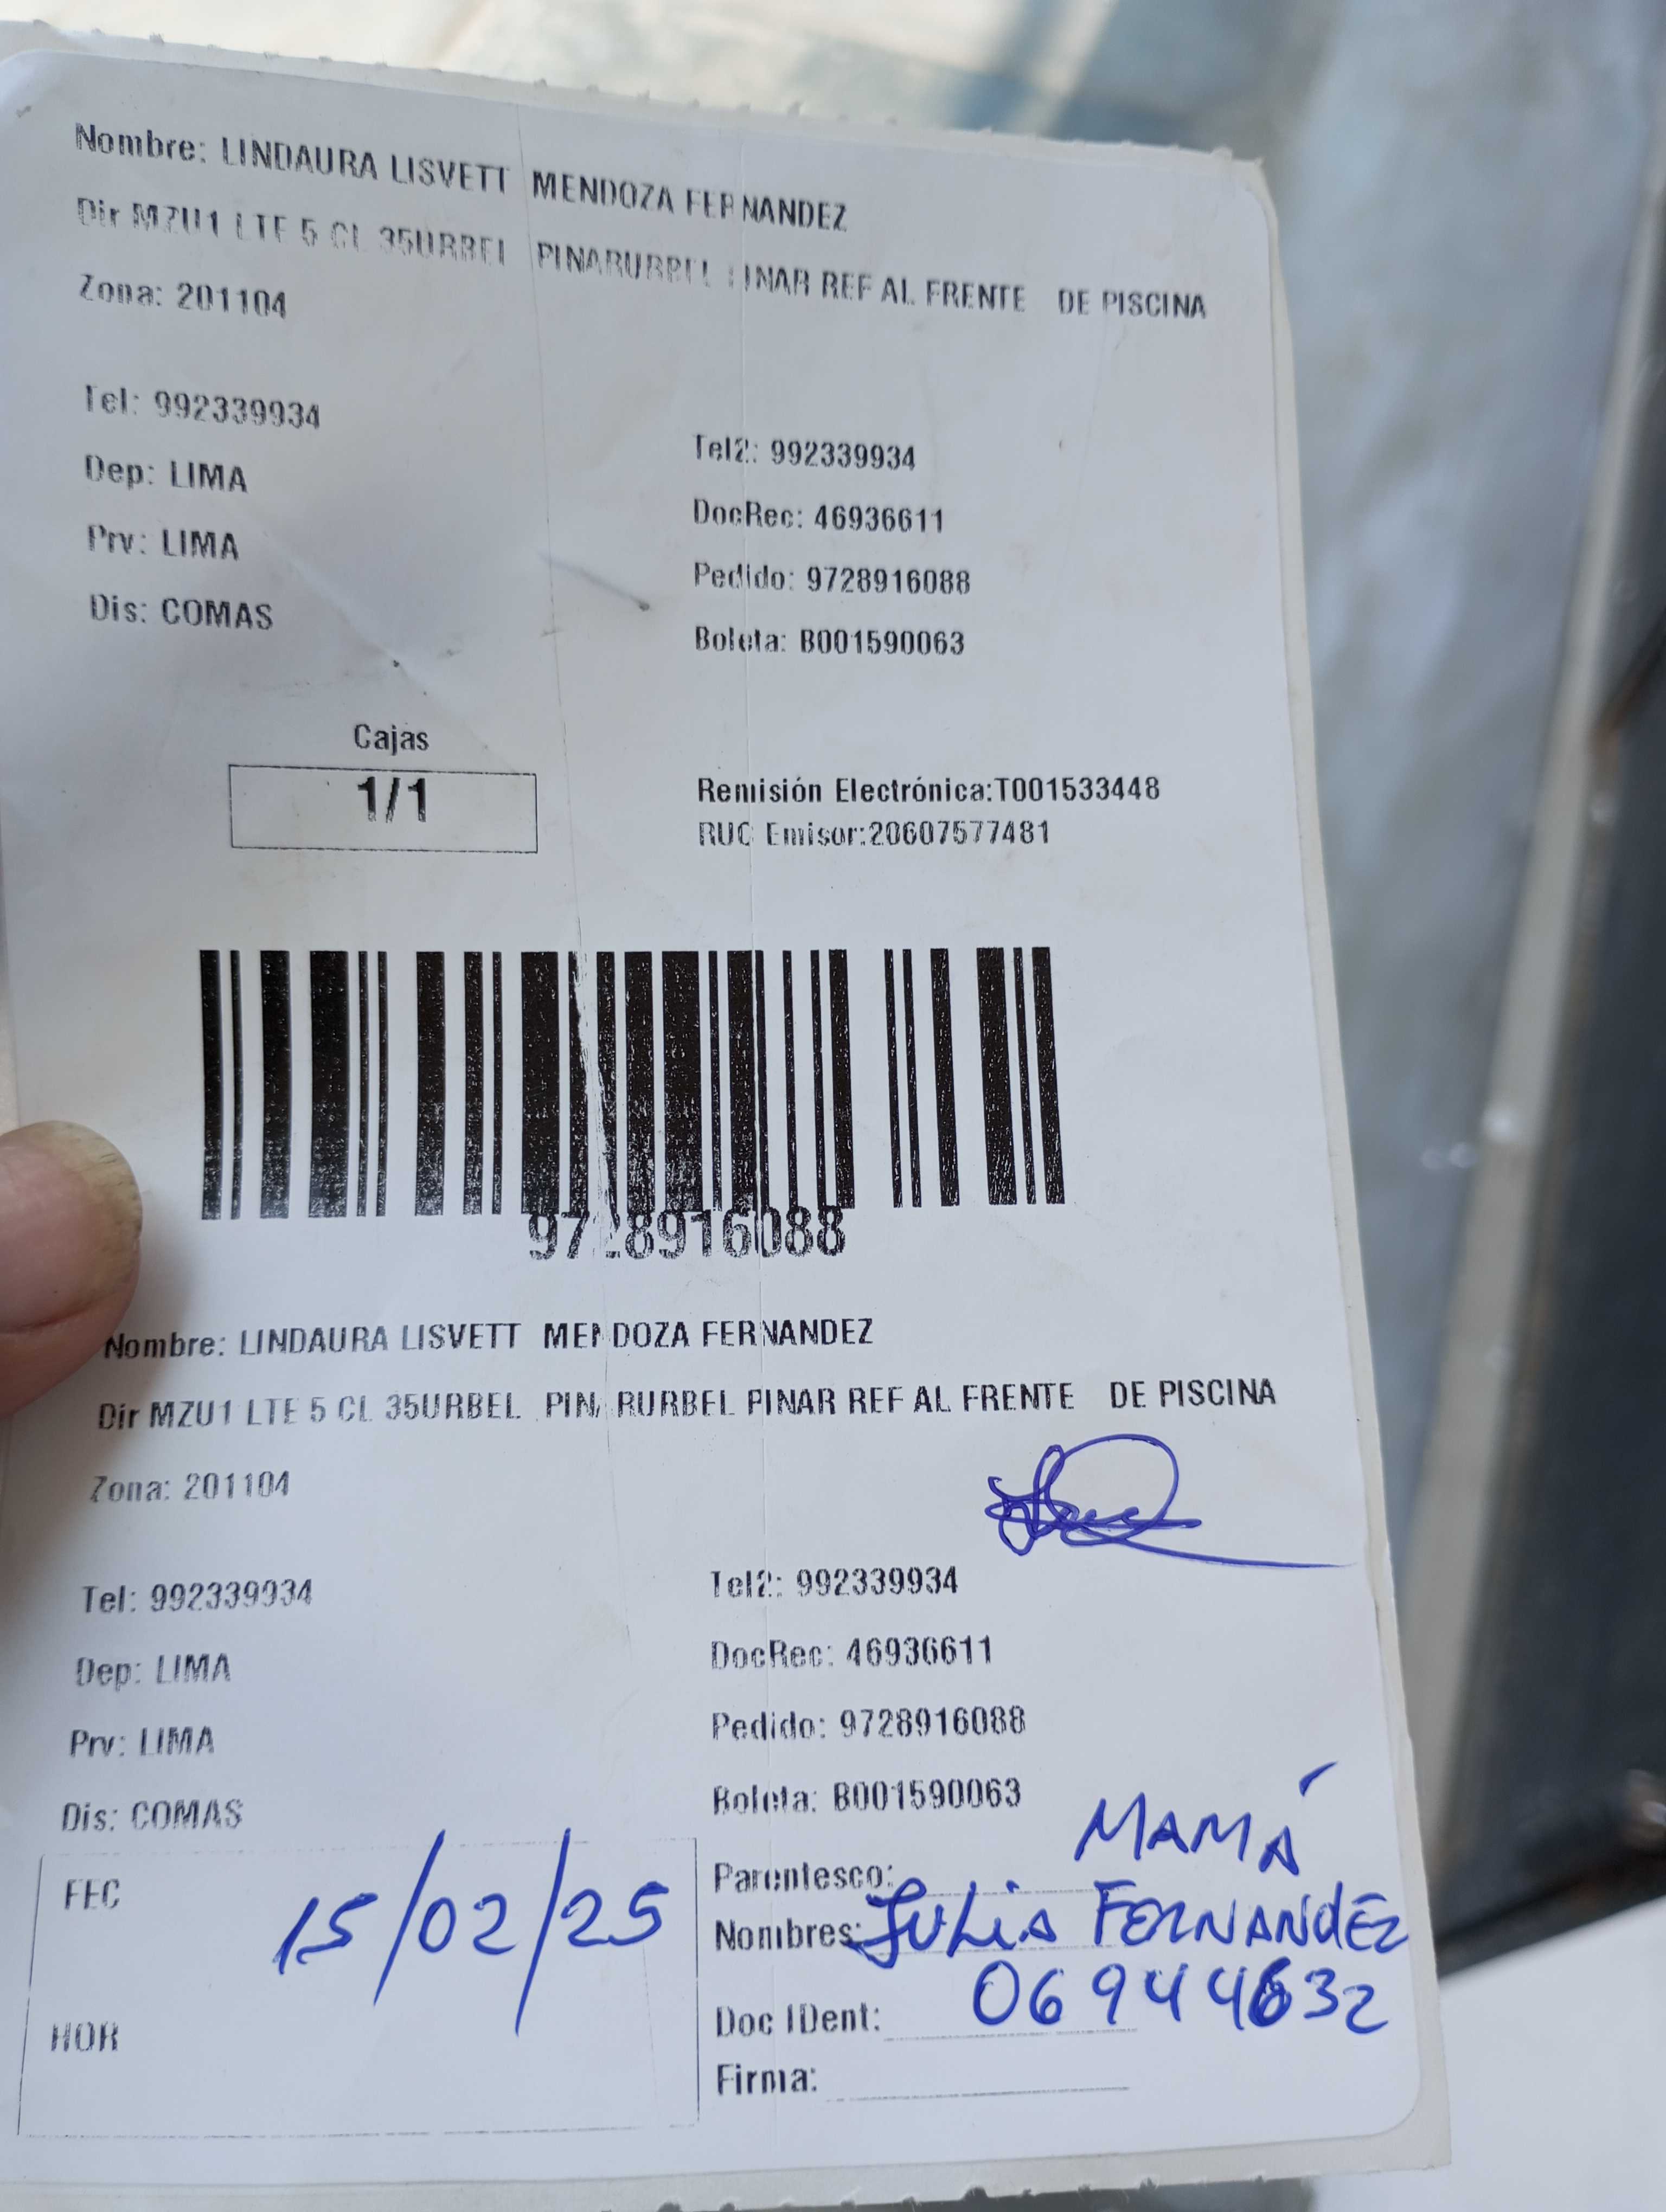 Nombre: LINDAURA LISVETT MENDOZA FERNANDEZ
Dir MZU1 LTE 5 CL 35URBEL PINARURBEL PINAR REF AL FRENTE DE PISCINA
Zona: 201104
Tel: 992339934
Tel2: 992339934
Dep: LIMA
DocRec: 46936611
Prv: LIMA
Pedido: 9728916088
Dis: COMAS
Boleta: B001590063
Cajas
1/1
Remisión Electrónica:T001533448
RUC Emisor:20607577481
9728916088
Nombre: LINDAURA LISVETT MENDOZA FERNANDEZ
Dir MZU1 LTE 5 CL 35URBEL PINARURBEL PINAR REF AL FRENTE DE PISCINA
Zona: 201104
Tel: 992339934
Tel2: 992339934
Dep: LIMA
DocRec: 46936611
Prv: LIMA
Pedido: 9728916088
Dis: COMAS
Boleta: B001590063
FEC 15/02/25
HOR
Parentesco: MAMÁ
Nombres: JULIA FERNANDEZ
Doc IDent: 06944632
Firma: